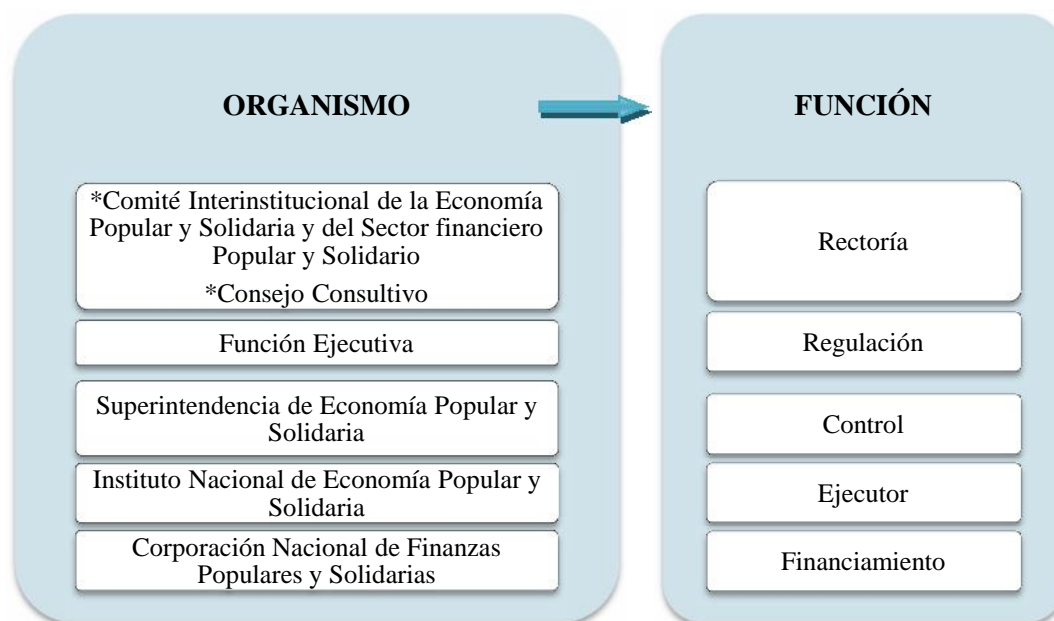 ORGANISMO
*Comité Interinstitucional de la Economía
Popular y Solidaria y del Sector financiero
Popular y Solidario
*Consejo Consultivo
Función Ejecutiva
Superintendencia de Economía Popular y
Solidaria
Instituto Nacional de Economía Popular y
Solidaria
Corporación Nacional de Finanzas
Populares y Solidarias
FUNCIÓN
Rectoría
Regulación
Control
Ejecutor
Financiamiento